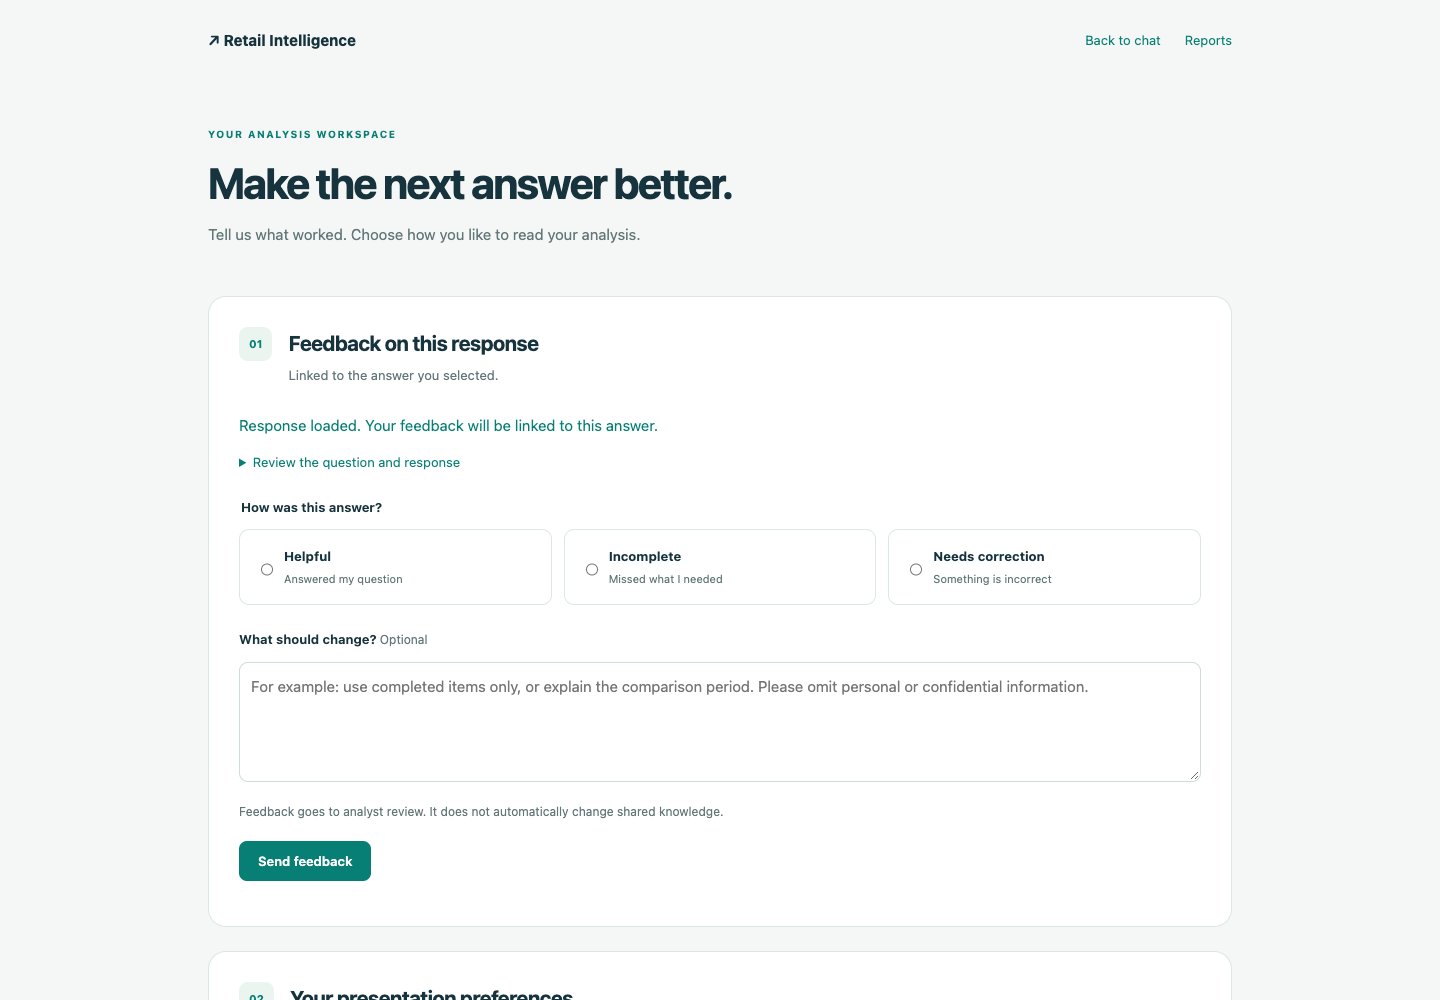 ↗ Retail Intelligence
Back to chat
Reports
YOUR ANALYSIS WORKSPACE
Make the next answer better.
Tell us what worked. Choose how you like to read your analysis.
01
Feedback on this response
Linked to the answer you selected.
Response loaded. Your feedback will be linked to this answer.
Review the question and response
How was this answer?
Helpful
Answered my question
Incomplete
Missed what I needed
Needs correction
Something is incorrect
What should change? Optional
For example: use completed items only, or explain the comparison period. Please omit personal or confidential information.
Feedback goes to analyst review. It does not automatically change shared knowledge.
Send feedback
02
Your presentation preferences